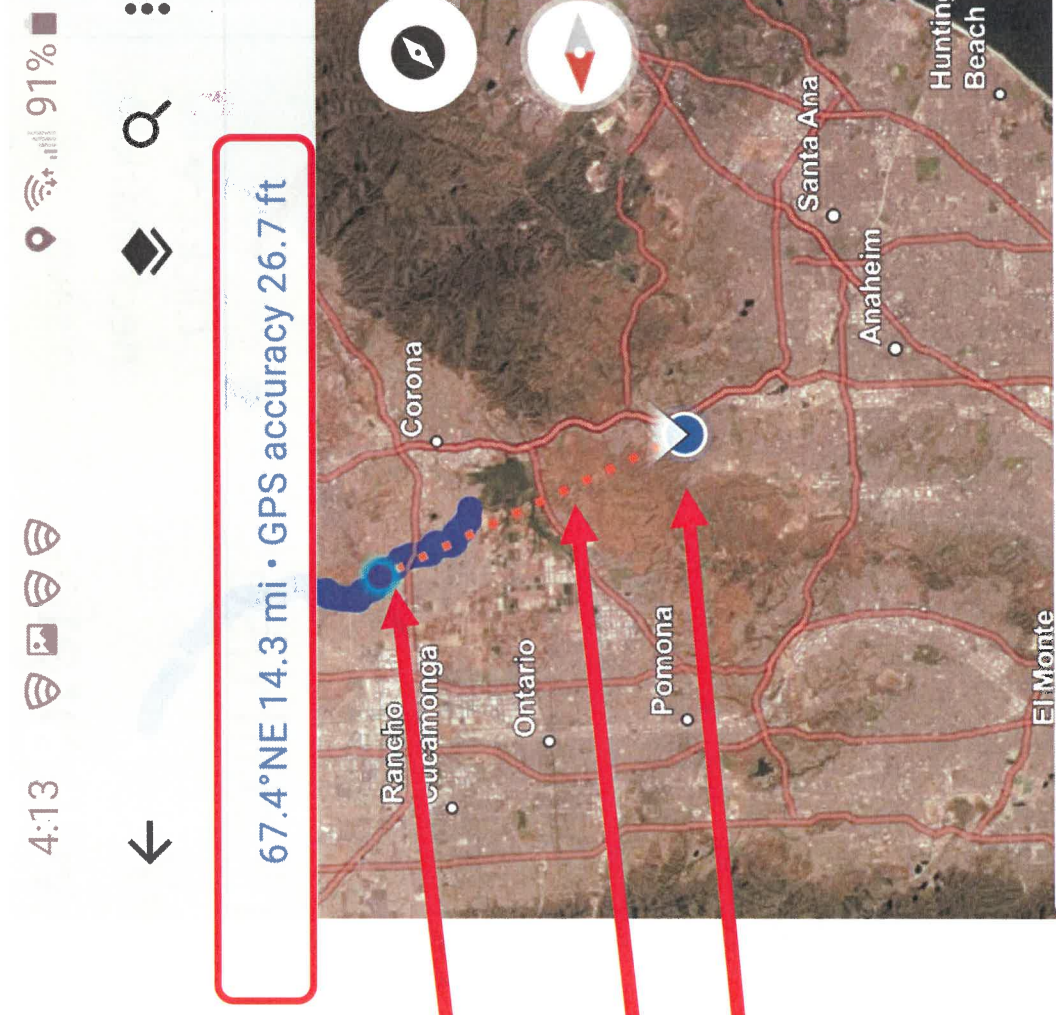 4:13
91%
67.4°NE 14.3 mi • GPS accuracy 26.7 ft
Rancho
Cucamonga
Corona
Ontario
Pomona
Santa Ana
Anaheim
Beach
El Monte